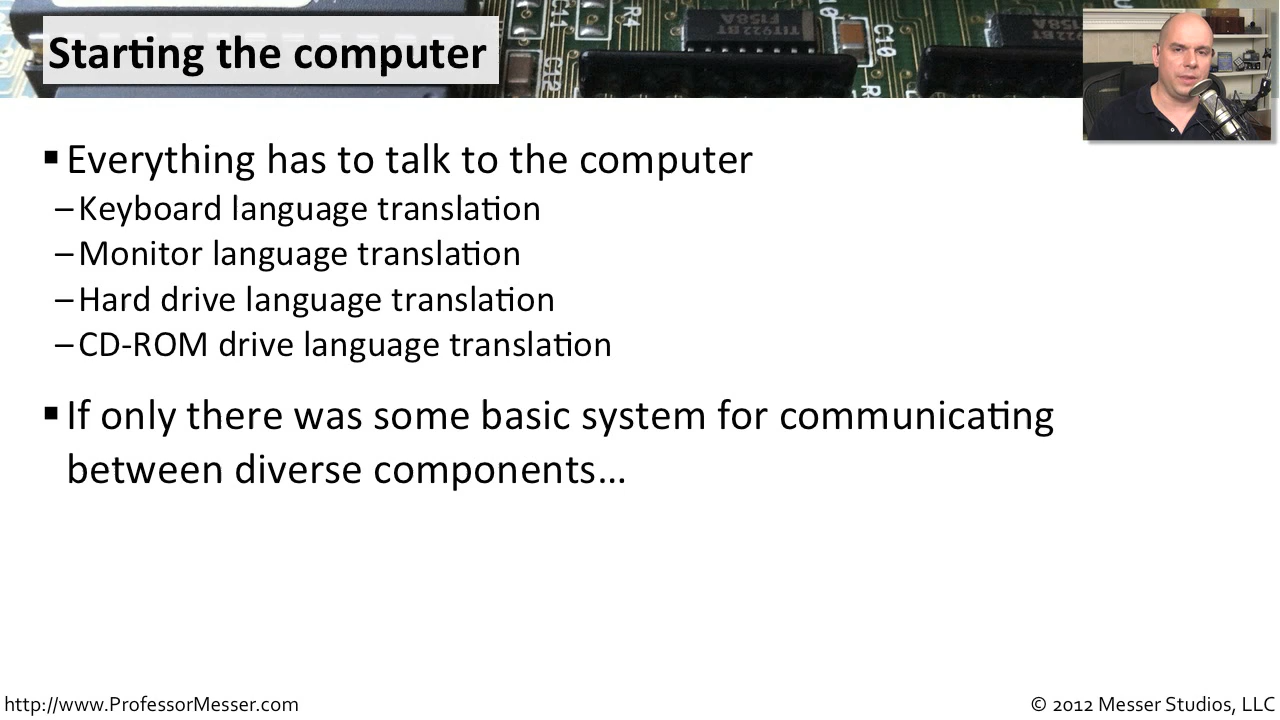 Starting the computer
▪ Everything has to talk to the computer
– Keyboard language translation
– Monitor language translation
– Hard drive language translation
– CD-ROM drive language translation
▪ If only there was some basic system for communicating
between diverse components…
http://www.ProfessorMesser.com
© 2012 Messer Studios, LLC